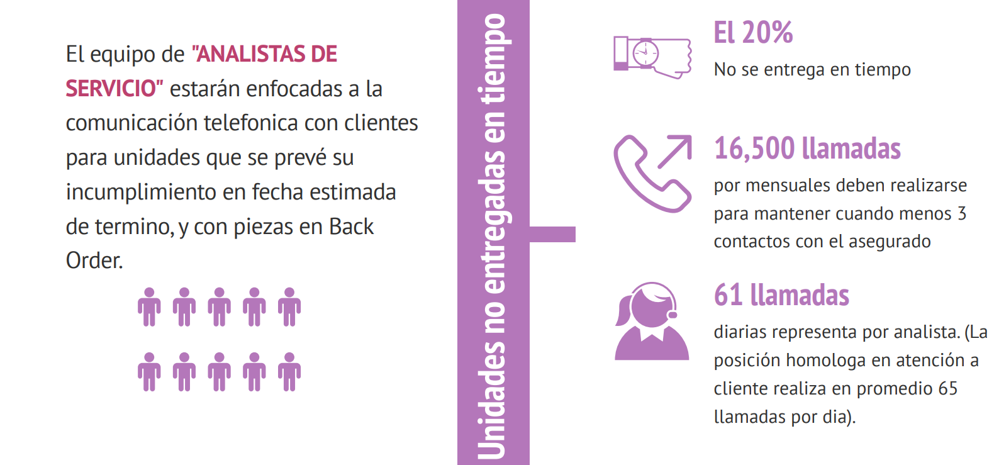 El equipo de "ANALISTAS DE
SERVICIO" estarán enfocadas a la
comunicación telefonica con clientes
para unidades que se prevé su
incumplimiento en fecha estimada
de termino, y con piezas en Back
Order.
Unidades no entregadas en tiempo
El 20%
No se entrega en tiempo
16,500 llamadas
por mensuales deben realizarse
para mantener cuando menos 3
contactos con el asegurado
61 llamadas
diarias representa por analista. (La
posición homologa en atención a
cliente realiza en promedio 65
llamadas por dia).